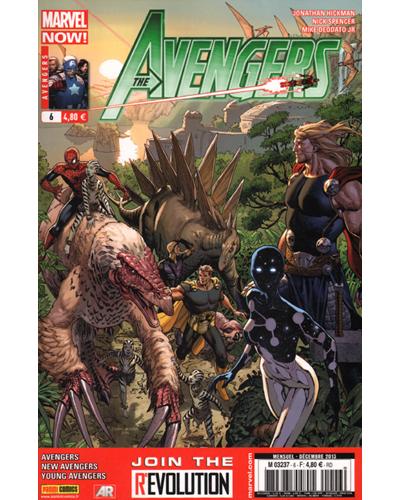 MARVEL
NOW!
AVENGERS
6
4,80 €
JONATHAN HICKMAN
NICK SPENCER
MIKE DEODATO JR
THE AVENGERS
AVENGERS
NEW AVENGERS
YOUNG AVENGERS
PANINI COMICS
AR
JOIN THE
REVOLUTION
marvel.com
MENSUEL - DÉCEMBRE 2013
M 03237 - 6 - F: 4,80 € - RD